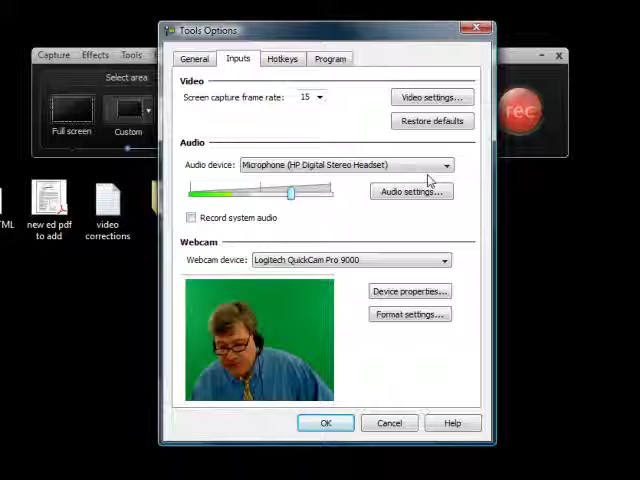 Tools Options
Capture Effects Tools
Select area
Full screen
Custom
rec
General Inputs Hotkeys Program
Video
Screen capture frame rate: 15
Video settings...
Restore defaults
Audio
Audio device: Microphone (HP Digital Stereo Headset)
Audio settings...
Record system audio
Webcam
Webcam device: Logitech QuickCam Pro 9000
Device properties...
Format settings...
OK Cancel Help
new ed pdf
to add
video
corrections